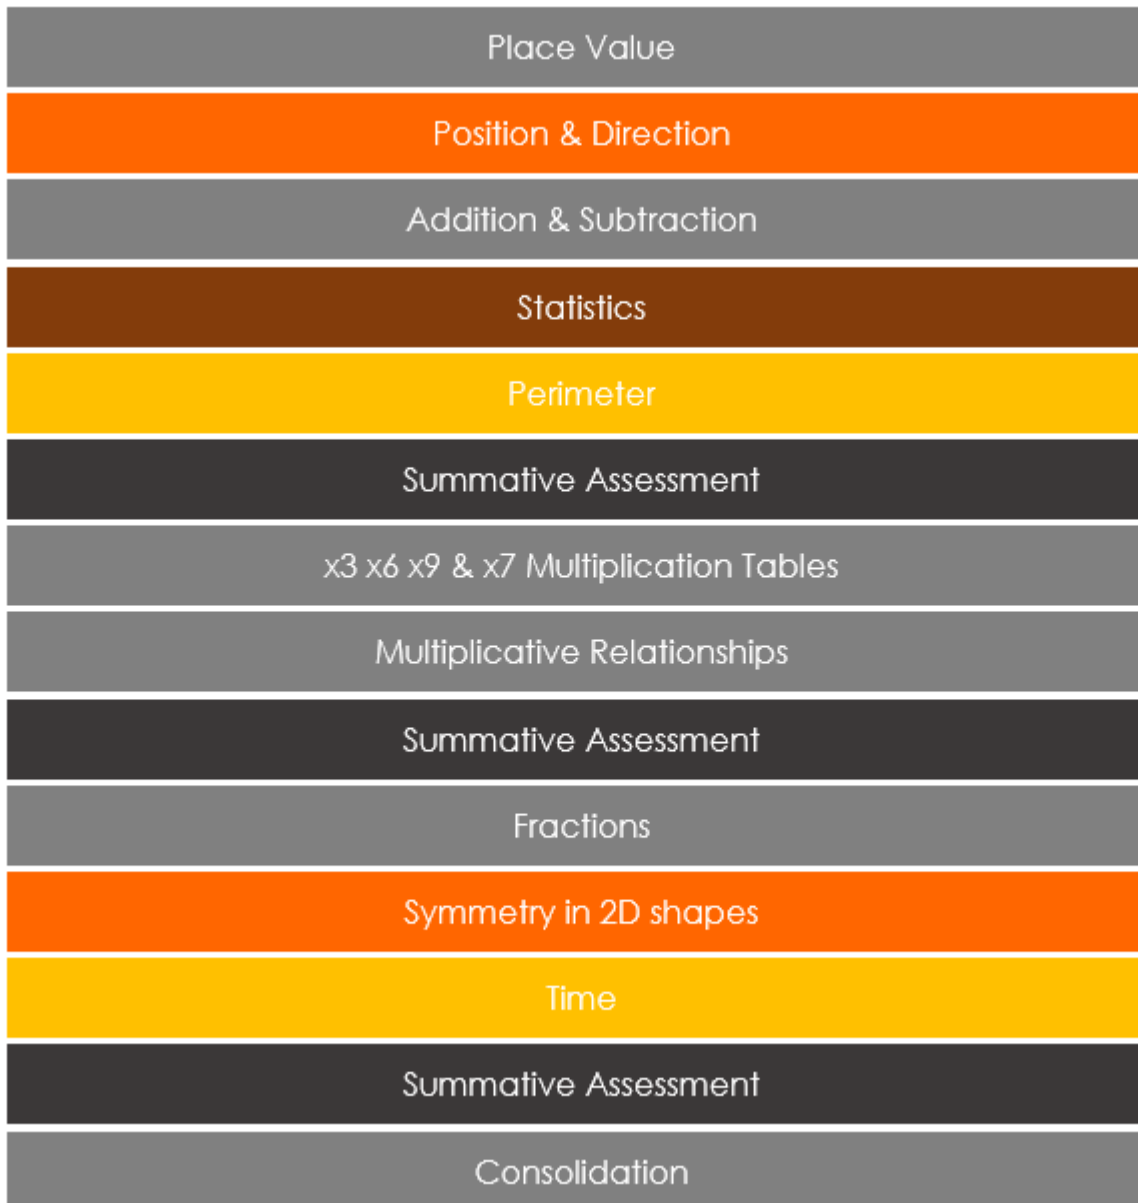 Place Value
Position & Direction
Addition & Subtraction
Statistics
Perimeter
Summative Assessment
x3 x6 x9 & x7 Multiplication Tables
Multiplicative Relationships
Summative Assessment
Fractions
Symmetry in 2D shapes
Time
Summative Assessment
Consolidation